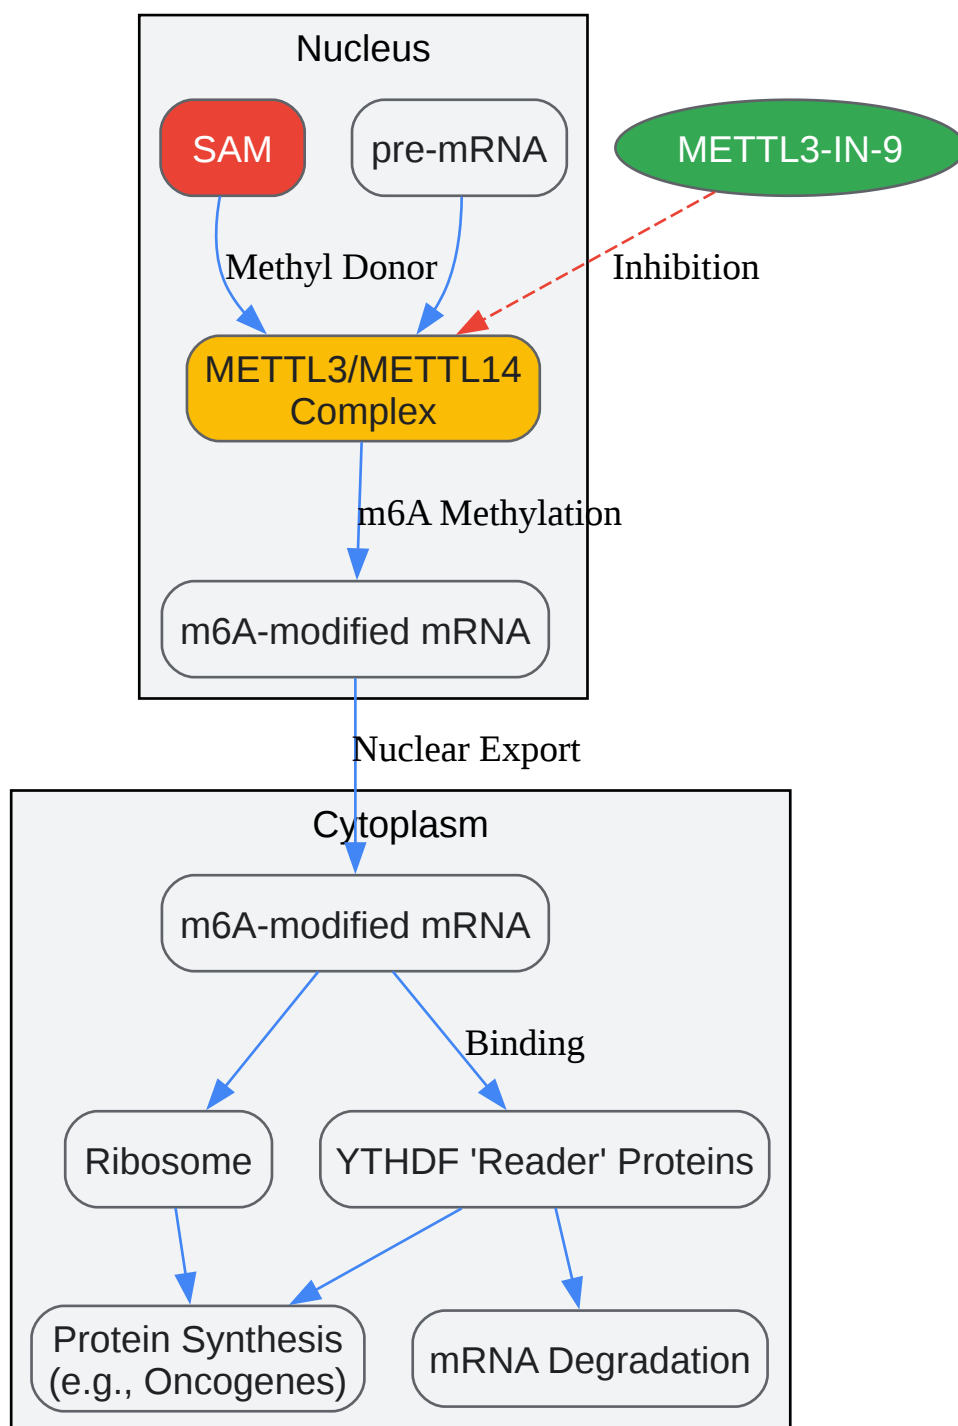 Nucleus
SAM
pre-mRNA
METTL3-IN-9
Methyl Donor
Inhibition
METTL3/METTL14
Complex
m6A Methylation
m6A-modified mRNA
Nuclear Export
Cytoplasm
m6A-modified mRNA
Binding
Ribosome
YTHDF 'Reader' Proteins
Protein Synthesis
(e.g., Oncogenes)
mRNA Degradation